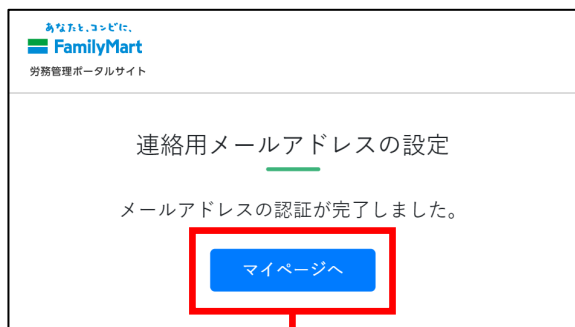 あなたと、コンビに、
FamilyMart
労務管理ポータルサイト
連絡用メールアドレスの設定
メールアドレスの認証が完了しました。
マイページへ